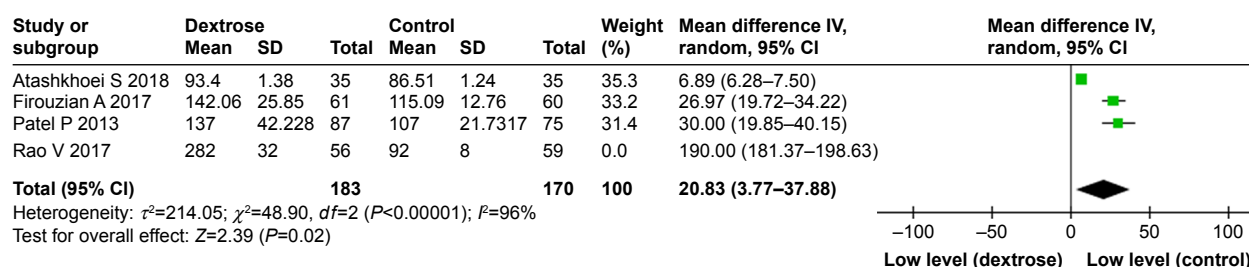 Study or Dextrose Control Weight Mean difference IV, Mean difference IV,
subgroup Mean SD Total Mean SD Total (%) random, 95% CI random, 95% CI
Atashkhoei S 2018 93.4 1.38 35 86.51 1.24 35 35.3 6.89 (6.28–7.50)
Firouzian A 2017 142.06 25.85 61 115.09 12.76 60 33.2 26.97 (19.72–34.22)
Patel P 2013 137 42.228 87 107 21.7317 75 31.4 30.00 (19.85–40.15)
Rao V 2017 282 32 56 92 8 59 0.0 190.00 (181.37–198.63)
Total (95% CI) 183 170 100 20.83 (3.77–37.88)
Heterogeneity: τ²=214.05; χ²=48.90, df=2 (P<0.00001); I²=96%
Test for overall effect: Z=2.39 (P=0.02)
–100 –50 0 50 100
Low level (dextrose) Low level (control)